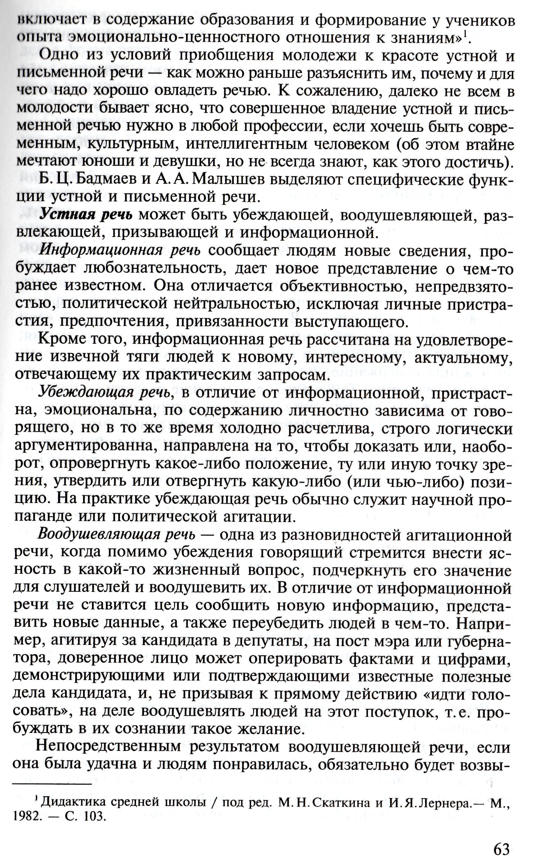 включает в содержание образования и формирование у учеников
опыта эмоционально-ценностного отношения к знаниям»¹.
Одно из условий приобщения молодежи к красоте устной и
письменной речи — как можно раньше разъяснить им, почему и для
чего надо хорошо овладеть речью. К сожалению, далеко не всем в
молодости бывает ясно, что совершенное владение устной и пись-
менной речью нужно в любой профессии, если хочешь быть совре-
менным, культурным, интеллигентным человеком (об этом втайне
мечтают юноши и девушки, но не всегда знают, как этого достичь).
Б. Ц. Бадмаев и А. А. Малышев выделяют специфические функ-
ции устной и письменной речи.
Устная речь может быть убеждающей, воодушевляющей, раз-
влекающей, призывающей и информационной.
Информационная речь сообщает людям новые сведения, про-
буждает любознательность, дает новое представление о чем-то
ранее известном. Она отличается объективностью, непредвзято-
стью, политической нейтральностью, исключая личные пристра-
стия, предпочтения, привязанности выступающего.
Кроме того, информационная речь рассчитана на удовлетворе-
ние извечной тяги людей к новому, интересному, актуальному,
отвечающему их практическим запросам.
Убеждающая речь, в отличие от информационной, пристраст-
на, эмоциональна, по содержанию личностно зависима от гово-
рящего, но в то же время холодно расчетлива, строго логически
аргументированна, направлена на то, чтобы доказать или, наобо-
рот, опровергнуть какое-либо положение, ту или иную точку зре-
ния, утвердить или отвергнуть какую-либо (или чью-либо) пози-
цию. На практике убеждающая речь обычно служит научной про-
паганде или политической агитации.
Воодушевляющая речь — одна из разновидностей агитационной
речи, когда помимо убеждения говорящий стремится внести яс-
ность в какой-то жизненный вопрос, подчеркнуть его значение
для слушателей и воодушевить их. В отличие от информационной
речи не ставится цель сообщить новую информацию, предста-
вить новые данные, а также переубедить людей в чем-то. Напри-
мер, агитируя за кандидата в депутаты, на пост мэра или губерна-
тора, доверенное лицо может оперировать фактами и цифрами,
демонстрирующими или подтверждающими известные полезные
дела кандидата, и, не призывая к прямому действию «идти голо-
совать», на деле воодушевлять людей на этот поступок, т. е. про-
буждать в их сознании такое желание.
Непосредственным результатом воодушевляющей речи, если
она была удачна и людям понравилась, обязательно будет возвы-
¹ Дидактика средней школы / под ред. М. Н. Скаткина и И. Я. Лернера.— М.,
1982. — С. 103.
63